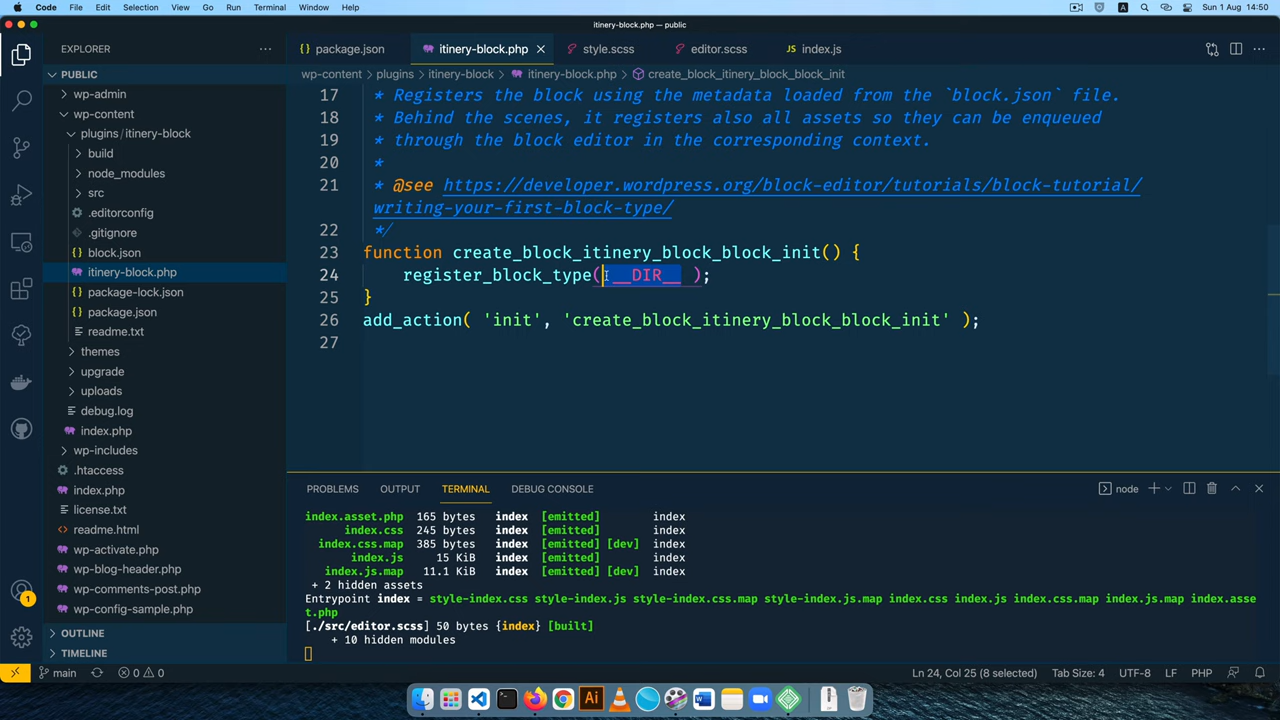 Code File Edit Selection View Go Run Terminal Window Help
A
Sun 1 Aug 14:50
itinery-block.php — public
EXPLORER
PUBLIC
wp-admin
wp-content
plugins / itinery-block
build
node_modules
src
.editorconfig
.gitignore
block.json
itinery-block.php
package-lock.json
package.json
readme.txt
themes
upgrade
uploads
debug.log
index.php
wp-includes
.htaccess
index.php
license.txt
readme.html
wp-activate.php
wp-blog-header.php
wp-comments-post.php
wp-config-sample.php
OUTLINE
TIMELINE
1
{} package.json
itinery-block.php
style.scss
editor.scss
JS index.js
wp-content > plugins > itinery-block > itinery-block.php > create_block_itinery_block_block_init
17 * Registers the block using the metadata loaded from the `block.json` file.
18 * Behind the scenes, it registers also all assets so they can be enqueued
19 * through the block editor in the corresponding context.
20 *
21 * @see https://developer.wordpress.org/block-editor/tutorials/block-tutorial/
writing-your-first-block-type/
22 */
23 function create_block_itinery_block_block_init() {
24 register_block_type( __DIR__ );
25 }
26 add_action( 'init', 'create_block_itinery_block_block_init' );
27
PROBLEMS OUTPUT TERMINAL DEBUG CONSOLE
node
index.asset.php 165 bytes index [emitted] index
index.css 245 bytes index [emitted] index
index.css.map 385 bytes index [emitted] [dev] index
index.js 15 KiB index [emitted] index
index.js.map 11.1 KiB index [emitted] [dev] index
+ 2 hidden assets
Entrypoint index = style-index.css style-index.js style-index.css.map style-index.js.map index.css index.js index.css.map index.js.map index.asse
t.php
[./src/editor.scss] 50 bytes {index} [built]
+ 10 hidden modules
main
0 0
Ln 24, Col 25 (8 selected) Tab Size: 4 UTF-8 LF PHP
Ai
W